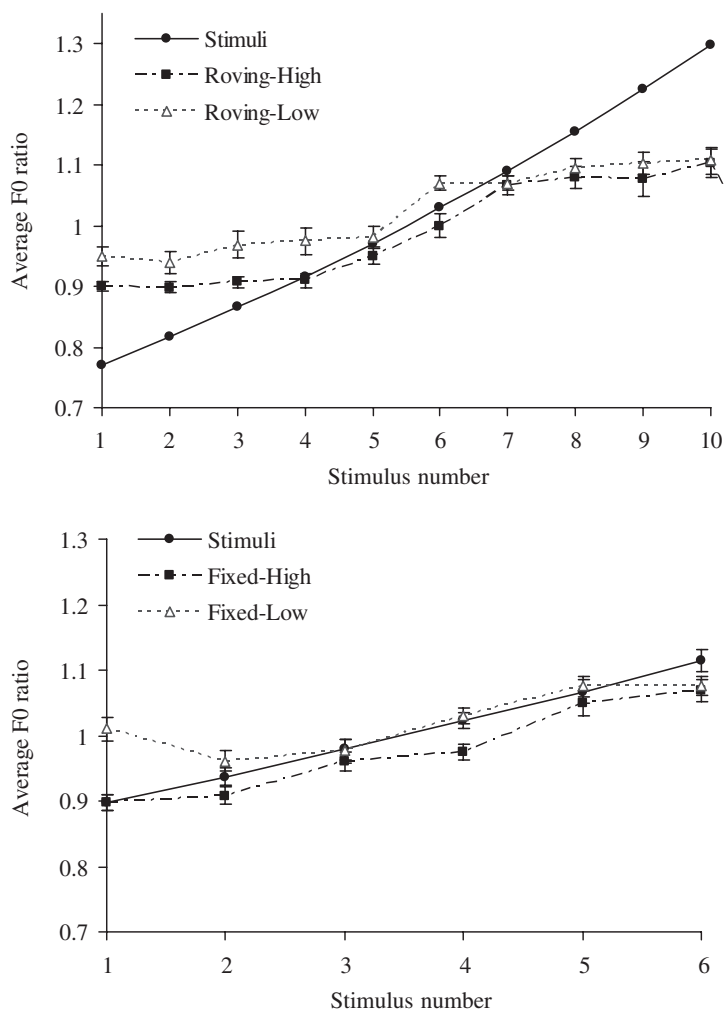 Stimuli
Roving-High
Roving-Low
1.3
1.2
1.1
1
0.9
0.8
0.7
Average F0 ratio
1 2 3 4 5 6 7 8 9 10
Stimulus number
Stimuli
Fixed-High
Fixed-Low
1.3
1.2
1.1
1
0.9
0.8
0.7
Average F0 ratio
1 2 3 4 5 6
Stimulus number